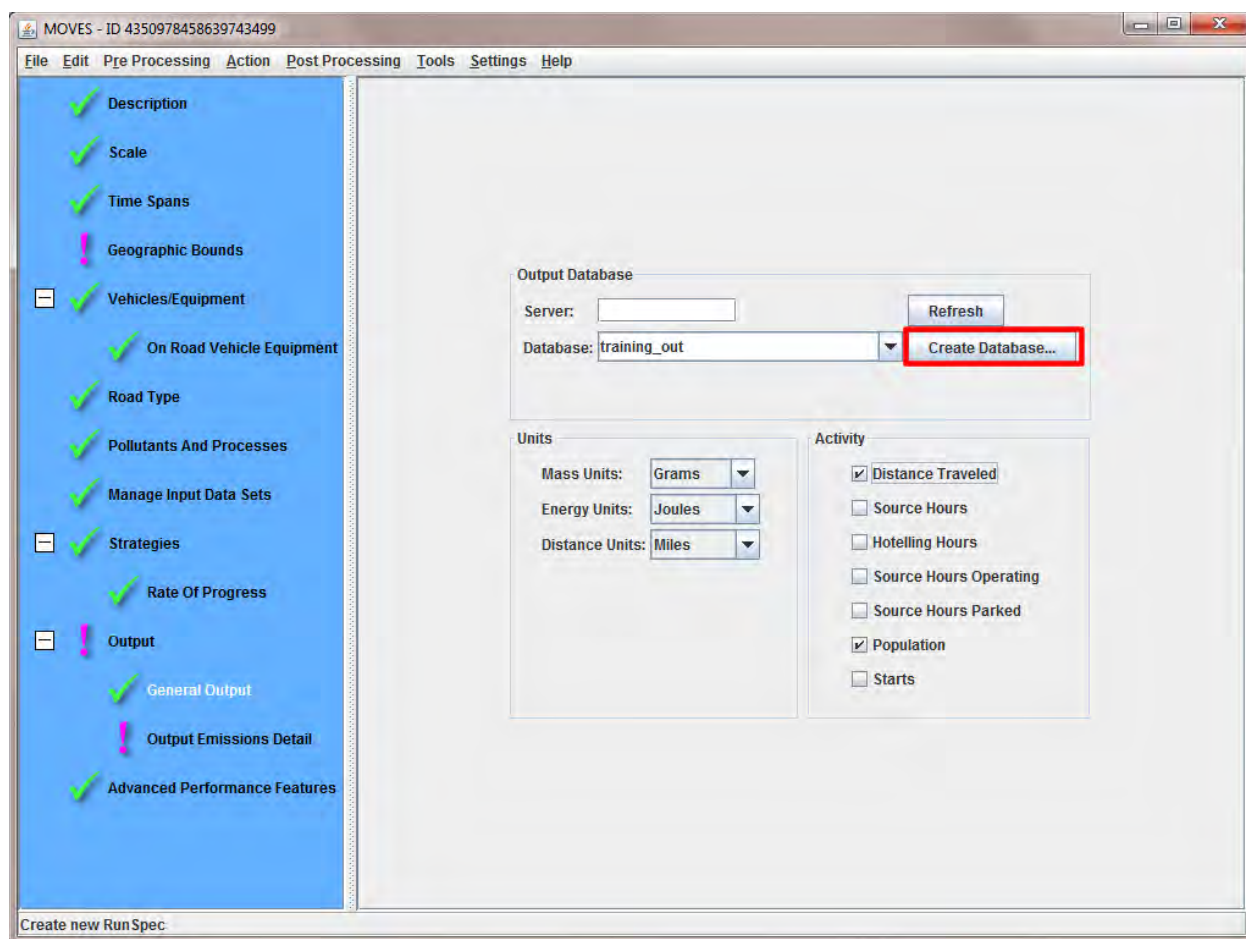 MOVES - ID 4350978458639743499
File Edit Pre Processing Action Post Processing Tools Settings Help
Description
Scale
Time Spans
Geographic Bounds
Vehicles/Equipment
On Road Vehicle Equipment
Road Type
Pollutants And Processes
Manage Input Data Sets
Strategies
Rate Of Progress
Output
General Output
Output Emissions Detail
Advanced Performance Features
Output Database
Server:
Refresh
Database: training_out
Create Database...
Units
Mass Units: Grams
Energy Units: Joules
Distance Units: Miles
Activity
Distance Traveled
Source Hours
Hotelling Hours
Source Hours Operating
Source Hours Parked
Population
Starts
Create new RunSpec